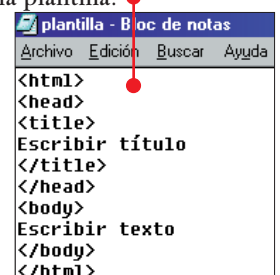 la plantilla.
plantilla - Bloc de notas
Archivo Edición Buscar Ayuda
<html>
<head>
<title>
Escribir título
</title>
</head>
<body>
Escribir texto
</body>
</html>